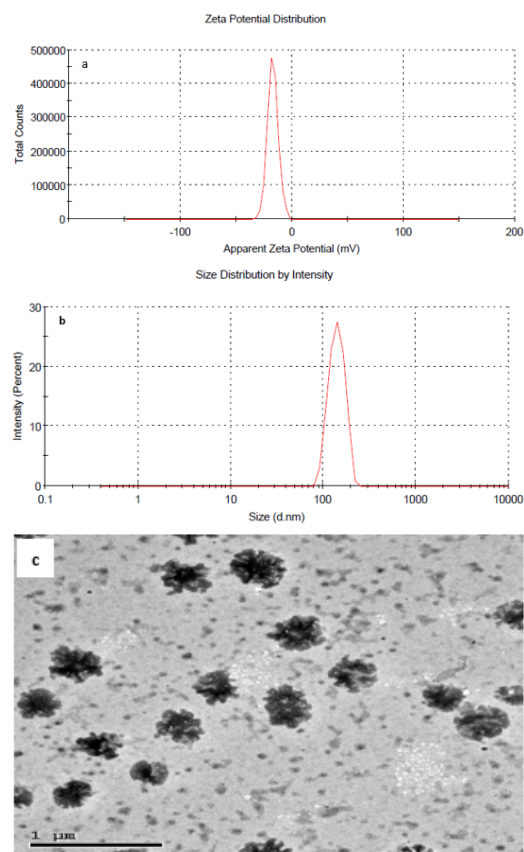 Zeta Potential Distribution
a
500000
400000
300000
200000
100000
0
Total Counts
-100 0 100 200
Apparent Zeta Potential (mV)
Size Distribution by Intensity
b
30
20
10
0
Intensity (Percent)
0.1 1 10 100 1000 10000
Size (d.nm)
c
1 µm